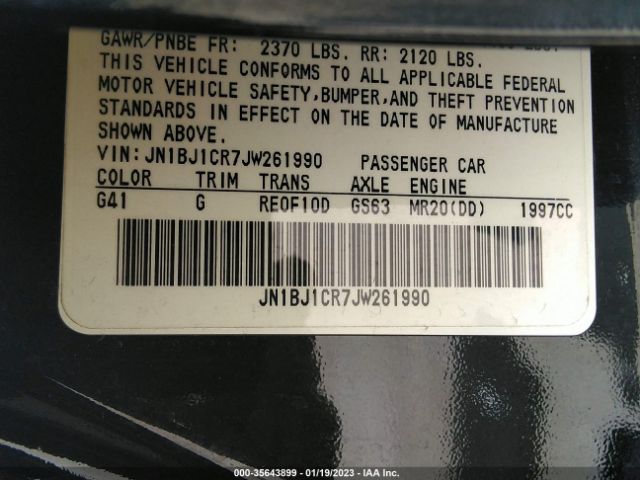 GAWR/PNBE FR: 2370 LBS. RR: 2120 LBS.
THIS VEHICLE CONFORMS TO ALL APPLICABLE FEDERAL
MOTOR VEHICLE SAFETY,BUMPER,AND THEFT PREVENTION
STANDARDS IN EFFECT ON THE DATE OF MANUFACTURE
SHOWN ABOVE.
VIN:JN1BJ1CR7JW261990 PASSENGER CAR
COLOR TRIM TRANS AXLE ENGINE
G41 G RE0F10D GS63 MR20(DD) 1997CC
JN1BJ1CR7JW261990
000-35643899 - 01/19/2023 - IAA Inc.